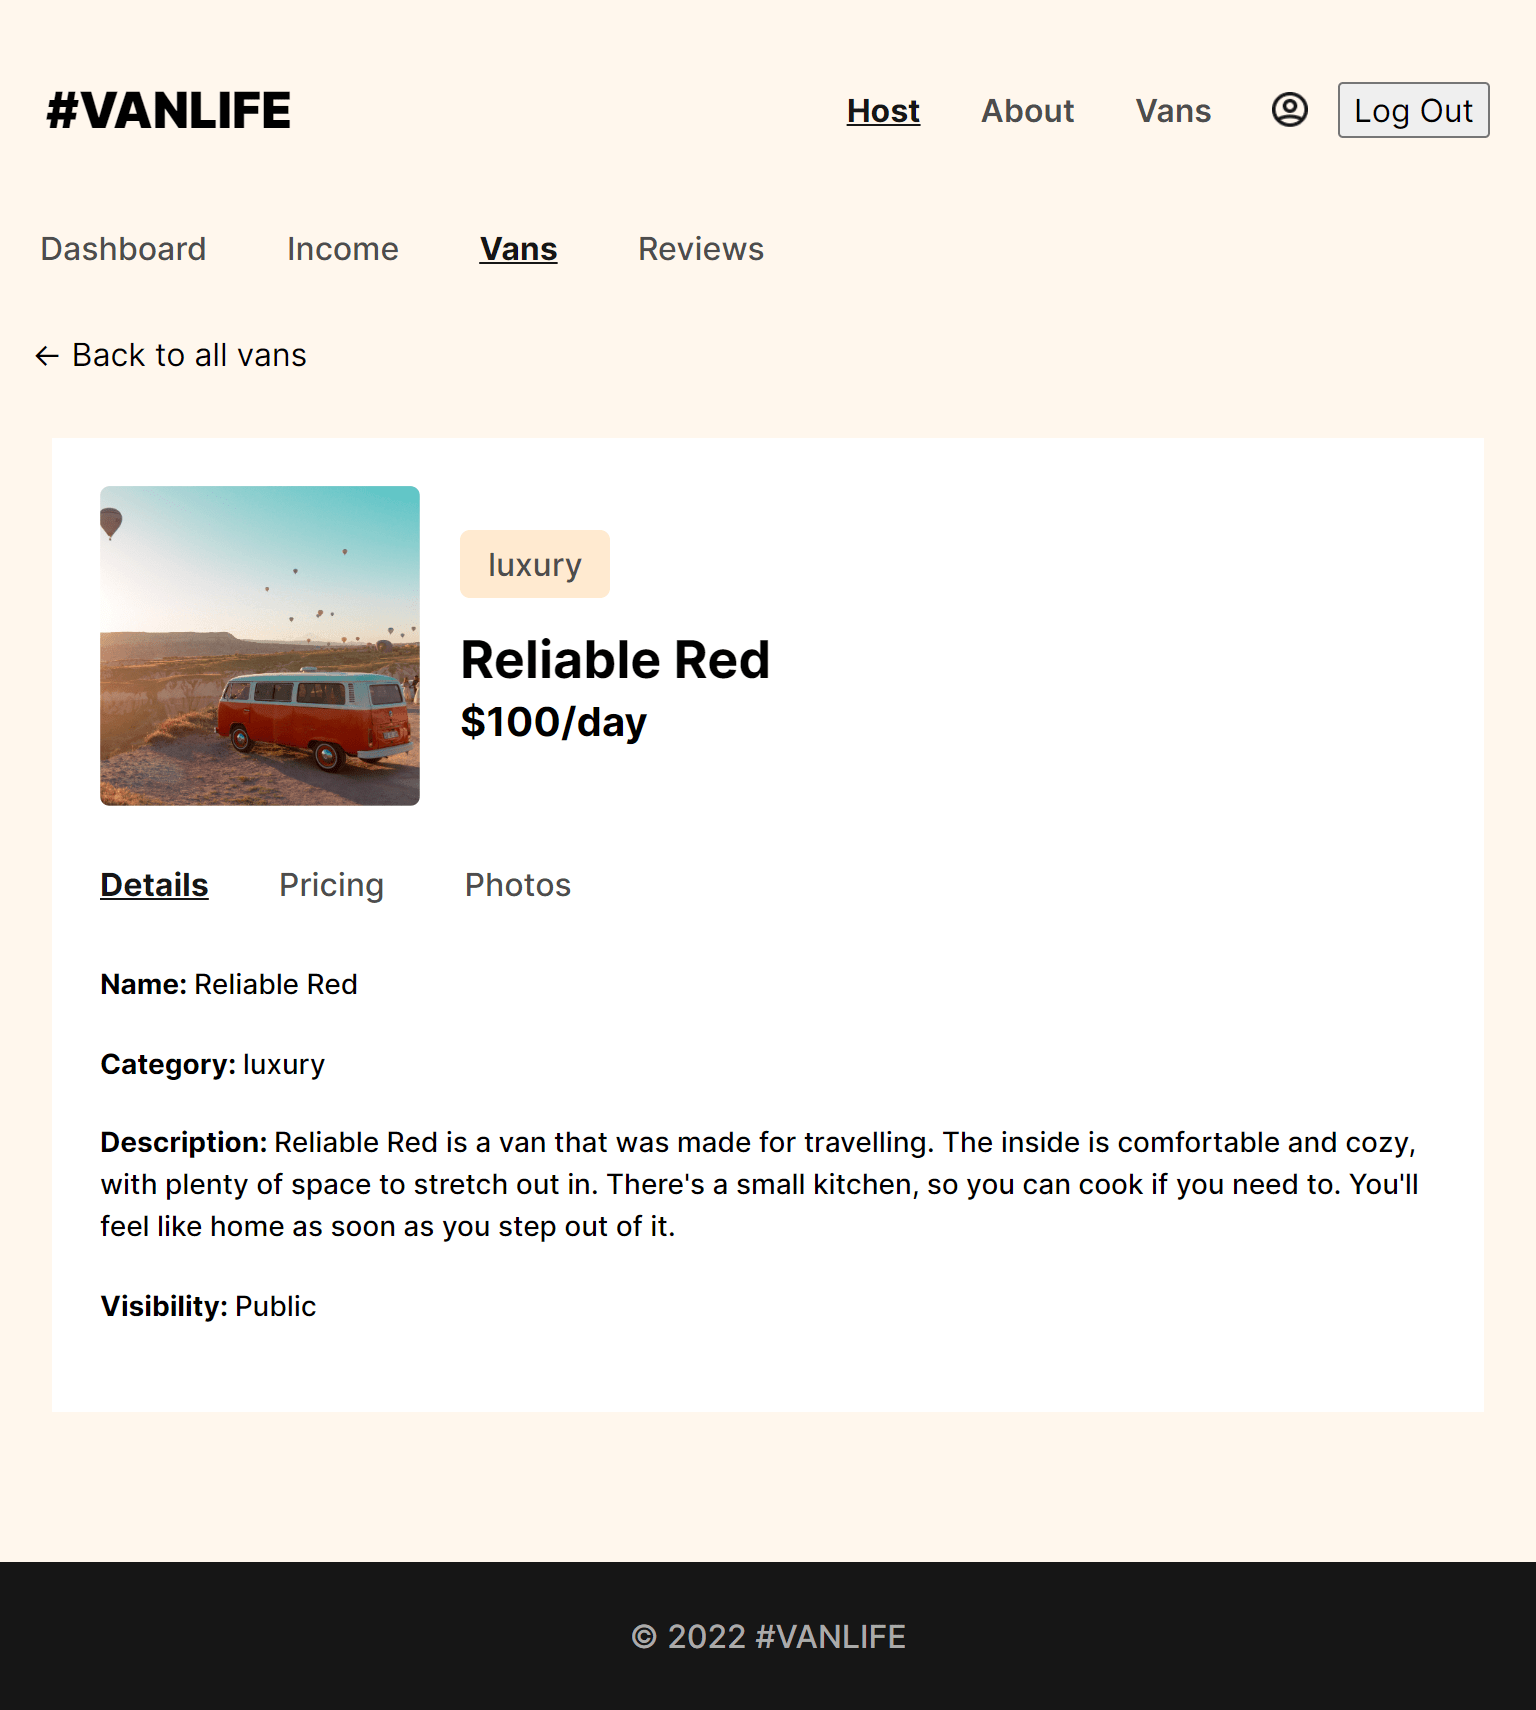 #VANLIFE
Host About Vans Log Out
Dashboard Income Vans Reviews
← Back to all vans
luxury
Reliable Red
$100/day
Details Pricing Photos
Name: Reliable Red
Category: luxury
Description: Reliable Red is a van that was made for travelling. The inside is comfortable and cozy,
with plenty of space to stretch out in. There's a small kitchen, so you can cook if you need to. You'll
feel like home as soon as you step out of it.
Visibility: Public
© 2022 #VANLIFE